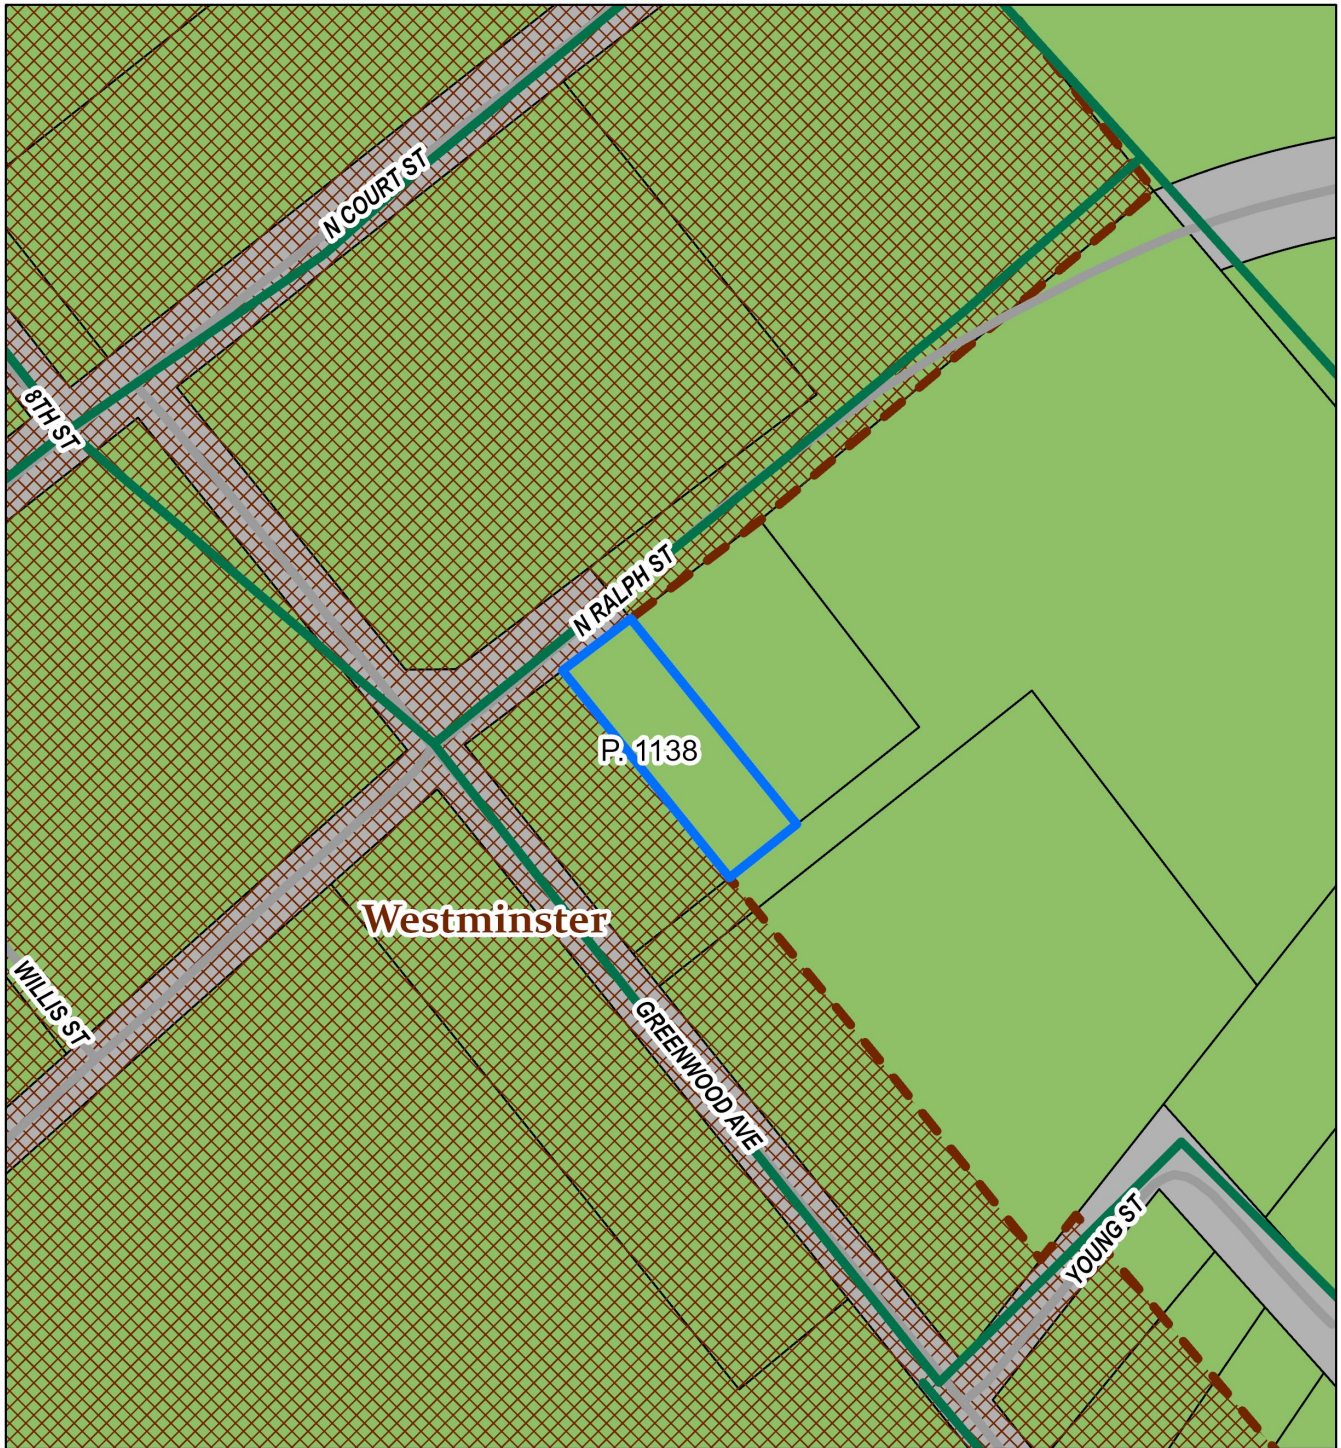 N COURT ST
8TH ST
N RALPH ST
P. 1138
Westminster
WILLIS ST
GREENWOOD AVE
YOUNG ST